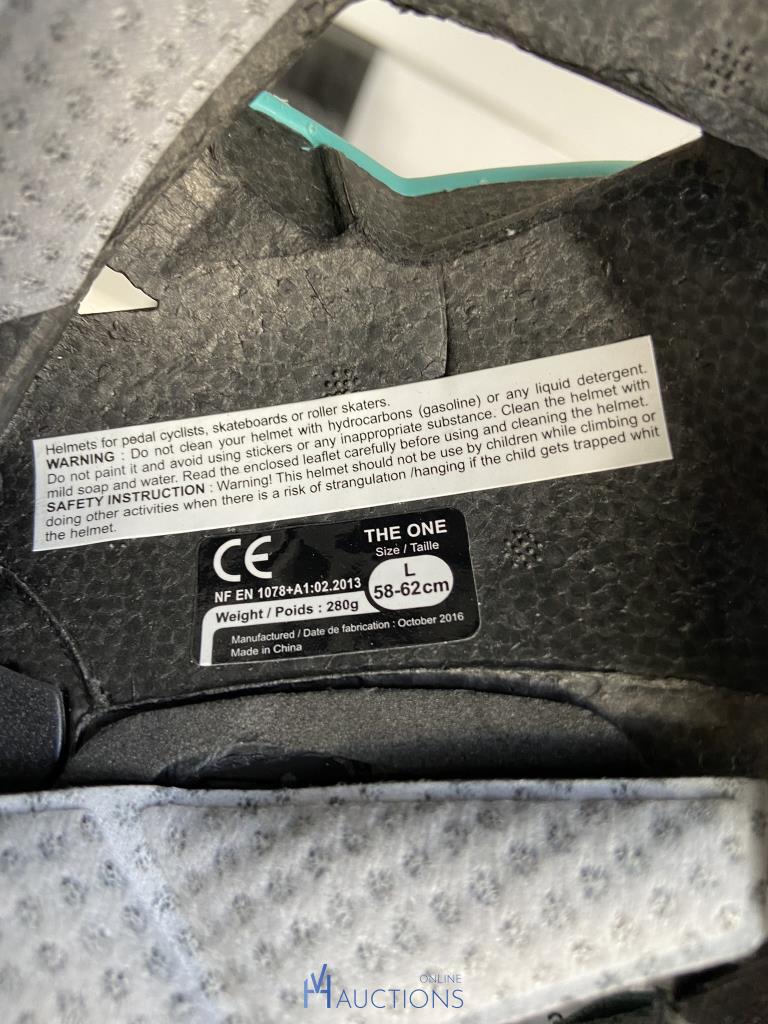 Helmets for pedal cyclists, skateboards or roller skaters.
WARNING : Do not clean your helmet with hydrocarbons (gasoline) or any liquid detergent.
Do not paint it and avoid using stickers or any inappropriate substance. Clean the helmet with
mild soap and water. Read the enclosed leaflet carefully before using and cleaning the helmet.
SAFETY INSTRUCTION : Warning! This helmet should not be use by children while climbing or
doing other activities when there is a risk of strangulation /hanging if the child gets trapped whit
the helmet.
CE
THE ONE
Size / Taille
L
58-62cm
NF EN 1078+A1:02.2013
Weight / Poids : 280g
Manufactured / Date de fabrication : October 2016
Made in China
VH ONLINE
AUCTIONS